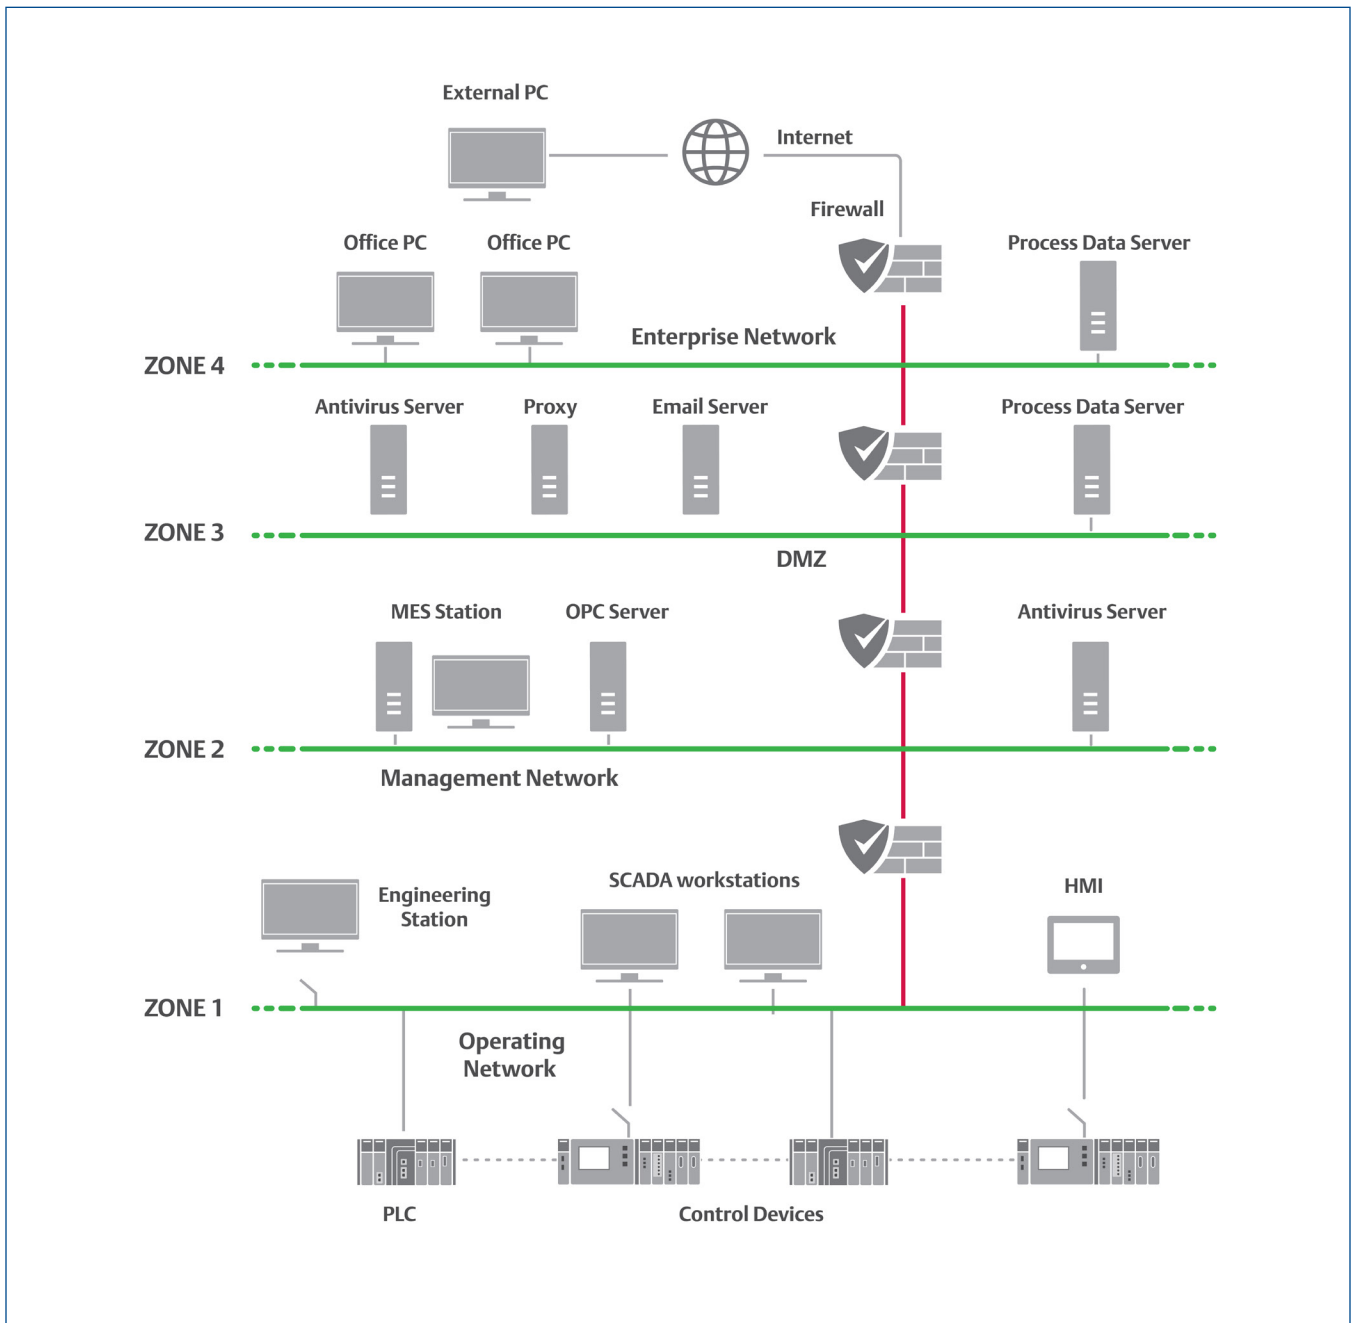 External PC
Internet
Firewall
Office PC
Office PC
Process Data Server
Enterprise Network
ZONE 4
Antivirus Server
Proxy
Email Server
Process Data Server
ZONE 3
DMZ
MES Station
OPC Server
Antivirus Server
ZONE 2
Management Network
SCADA workstations
HMI
Engineering
Station
ZONE 1
Operating
Network
PLC
Control Devices